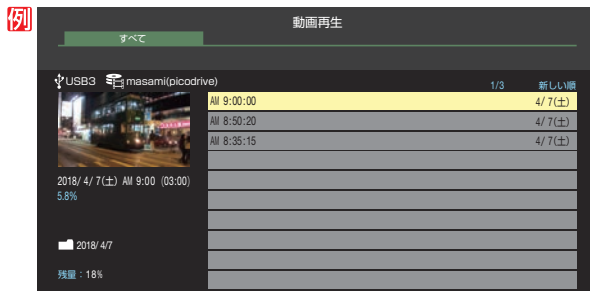 例
動画再生
すべて
USB3 masami(picodrive)
1/3 新しい順
AM 9:00:00 4/ 7(土)
AM 8:50:20 4/ 7(土)
AM 8:35:15 4/ 7(土)
2018/ 4/ 7(土) AM 9:00 (03:00)
5.8%
2018/ 4/7
残量：18%